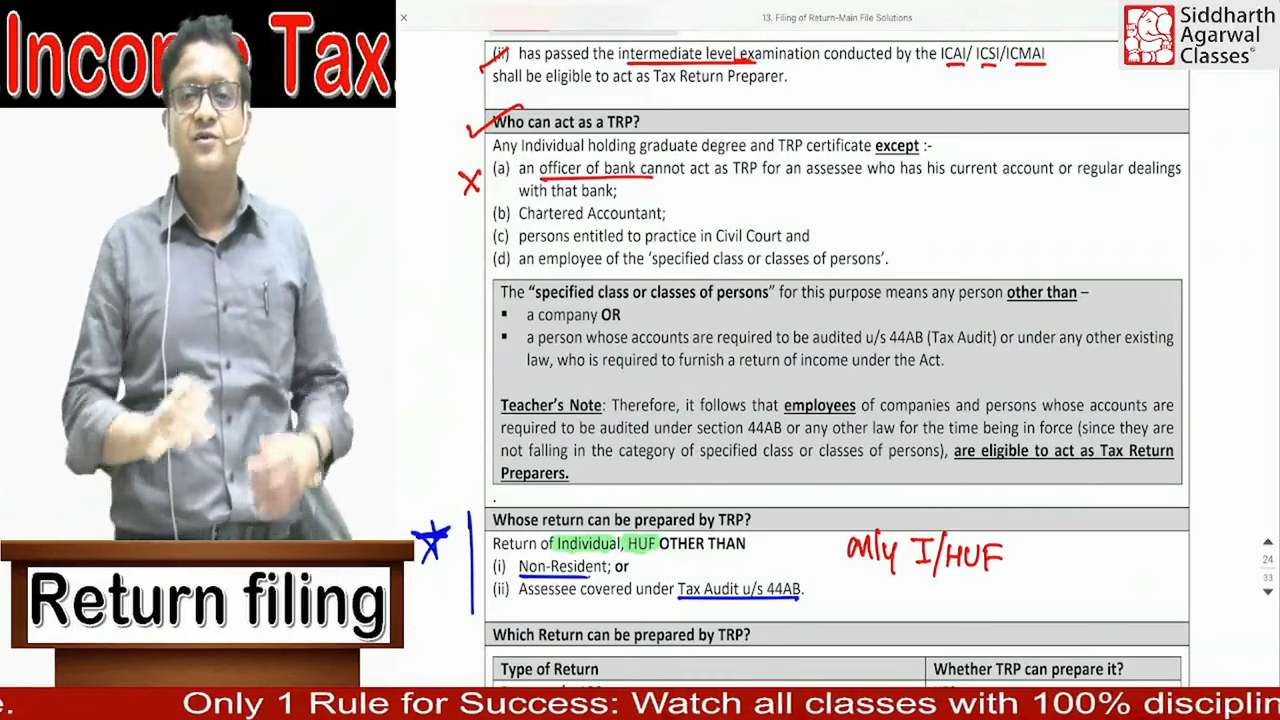 Income Tax.
×
13. Filing of Return-Main File Solutions
Siddharth
Agarwal
Classes
(ii) has passed the intermediate level examination conducted by the ICAI/ ICSI/ICMAI
shall be eligible to act as Tax Return Preparer.
Who can act as a TRP?
Any Individual holding graduate degree and TRP certificate except :-
(a) an officer of bank cannot act as TRP for an assessee who has his current account or regular dealings
with that bank;
(b) Chartered Accountant;
(c) persons entitled to practice in Civil Court and
(d) an employee of the ‘specified class or classes of persons’.
The “specified class or classes of persons” for this purpose means any person other than –
▪ a company OR
▪ a person whose accounts are required to be audited u/s 44AB (Tax Audit) or under any other existing
law, who is required to furnish a return of income under the Act.
Teacher’s Note: Therefore, it follows that employees of companies and persons whose accounts are
required to be audited under section 44AB or any other law for the time being in force (since they are
not falling in the category of specified class or classes of persons), are eligible to act as Tax Return
Preparers.
.
Whose return can be prepared by TRP?
Return of Individual, HUF OTHER THAN
only I/HUF
(i) Non-Resident; or
(ii) Assessee covered under Tax Audit u/s 44AB.
24
33
Return filing
Which Return can be prepared by TRP?
Type of Return Whether TRP can prepare it?
e. Only 1 Rule for Success: Watch all classes with 100% disciplin